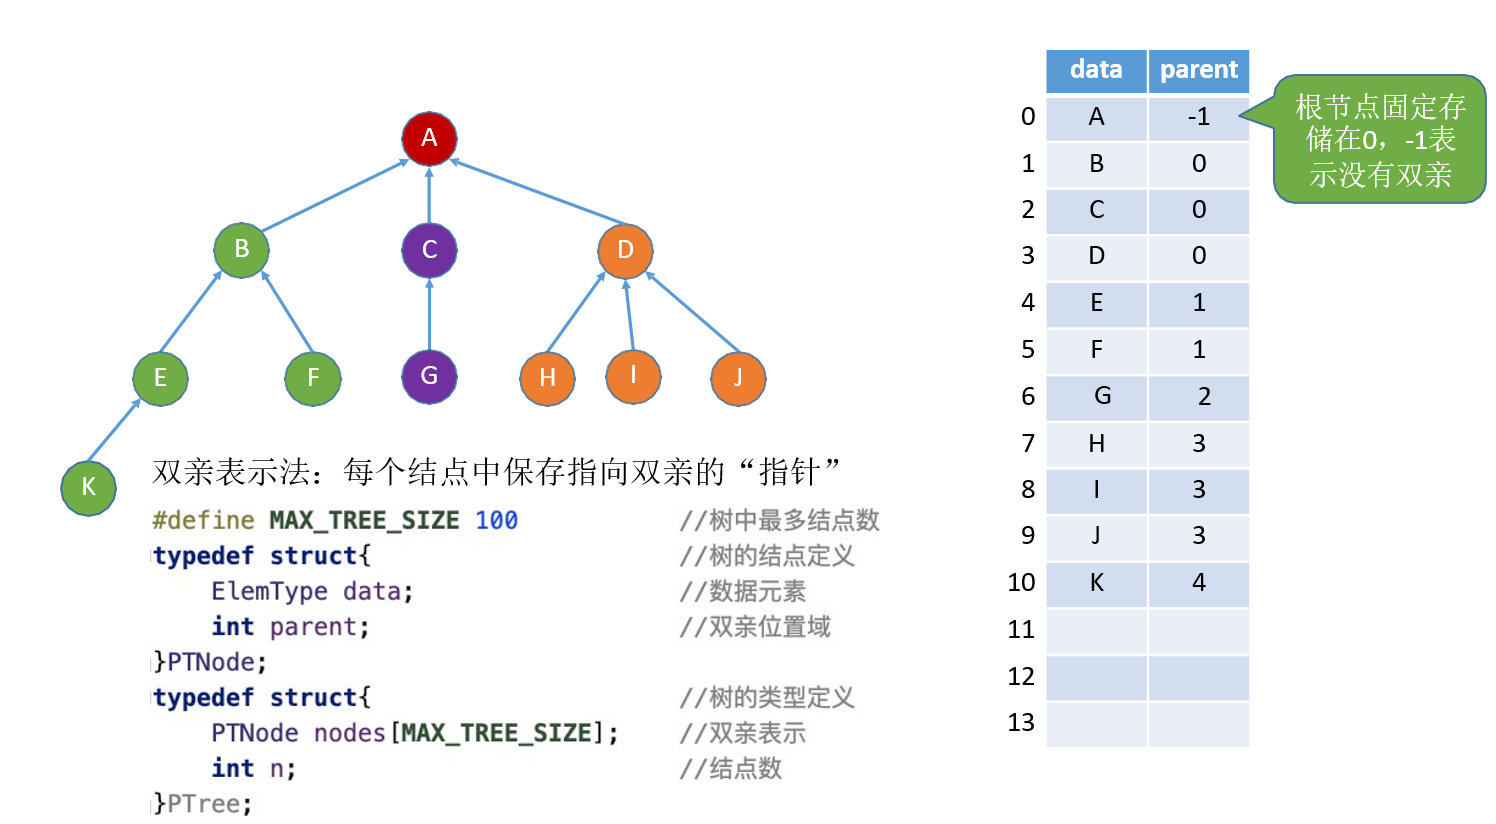 A
B
C
D
E
F
G
H
I
J
K
双亲表示法：每个结点中保存指向双亲的“指针”
#define MAX_TREE_SIZE 100 //树中最多结点数
typedef struct{ //树的结点定义
ElemType data; //数据元素
int parent; //双亲位置域
}PTNode;
typedef struct{ //树的类型定义
PTNode nodes[MAX_TREE_SIZE]; //双亲表示
int n; //结点数
}PTree;
data parent
0 A -1
1 B 0
2 C 0
3 D 0
4 E 1
5 F 1
6 G 2
7 H 3
8 I 3
9 J 3
10 K 4
11
12
13
根节点固定存
储在0，-1表
示没有双亲